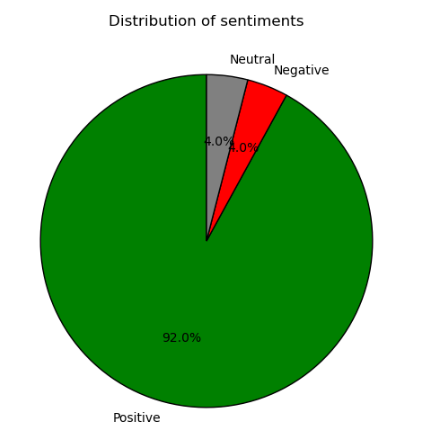 Distribution of sentiments
Neutral
Negative
4.0%
4.0%
92.0%
Positive